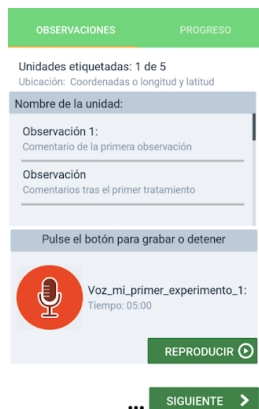 OBSERVACIONES PROGRESO
Unidades etiquetadas: 1 de 5
Ubicación: Coordenadas o longitud y latitud
Nombre de la unidad:
Observación 1:
Comentario de la primera observación
Observación
Comentarios tras el primer tratamiento
Pulse el botón para grabar o detener
Voz_mi_primer_experimento_1:
Tiempo: 05:00
REPRODUCIR
... SIGUIENTE